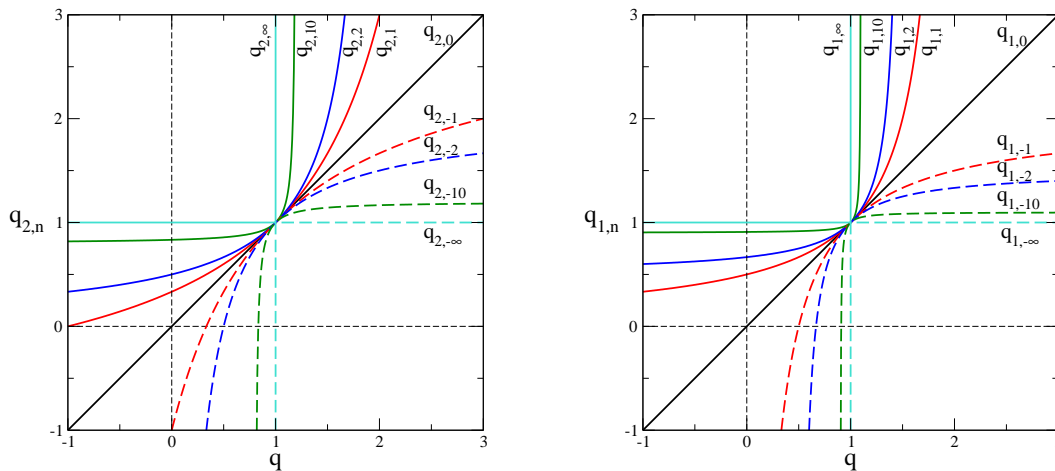 3
2
1
0
-1
q2,n
-1
0
1
2
3
q
q2,∞
q2,10
q2,2
q2,1
q2,0
q2,-1
q2,-2
q2,-10
q2,-∞
3
2
1
0
-1
q1,n
-1
0
1
2
q
q1,∞
q1,10
q1,2
q1,1
q1,0
q1,-1
q1,-2
q1,-10
q1,-∞